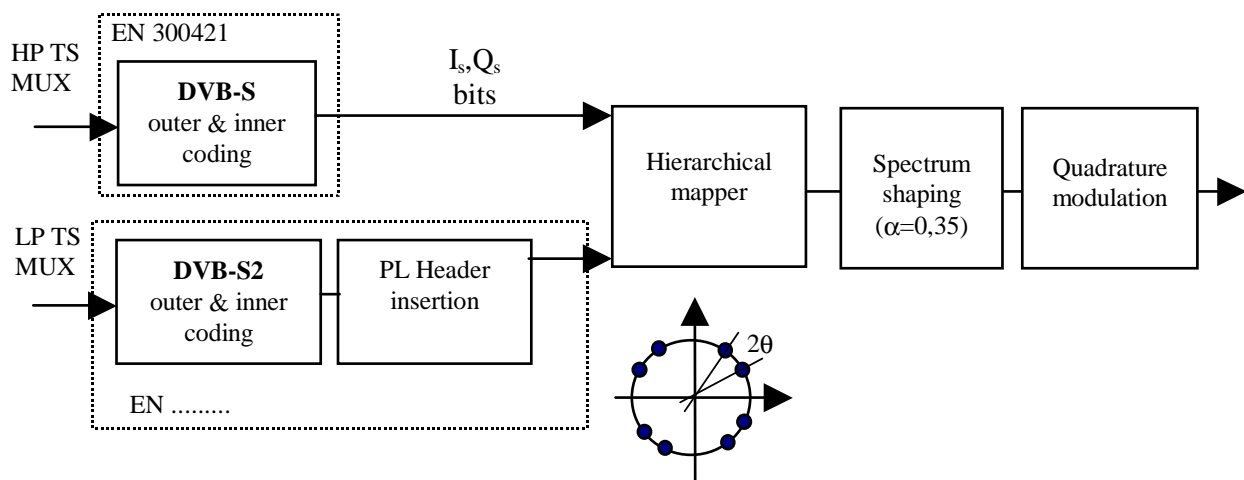 EN 300421
HP TS
MUX
DVB-S
outer & inner
coding
Is,Qs
bits
Hierarchical
mapper
Spectrum
shaping
(α=0,35)
Quadrature
modulation
LP TS
MUX
DVB-S2
outer & inner
coding
PL Header
insertion
EN .........
2θ